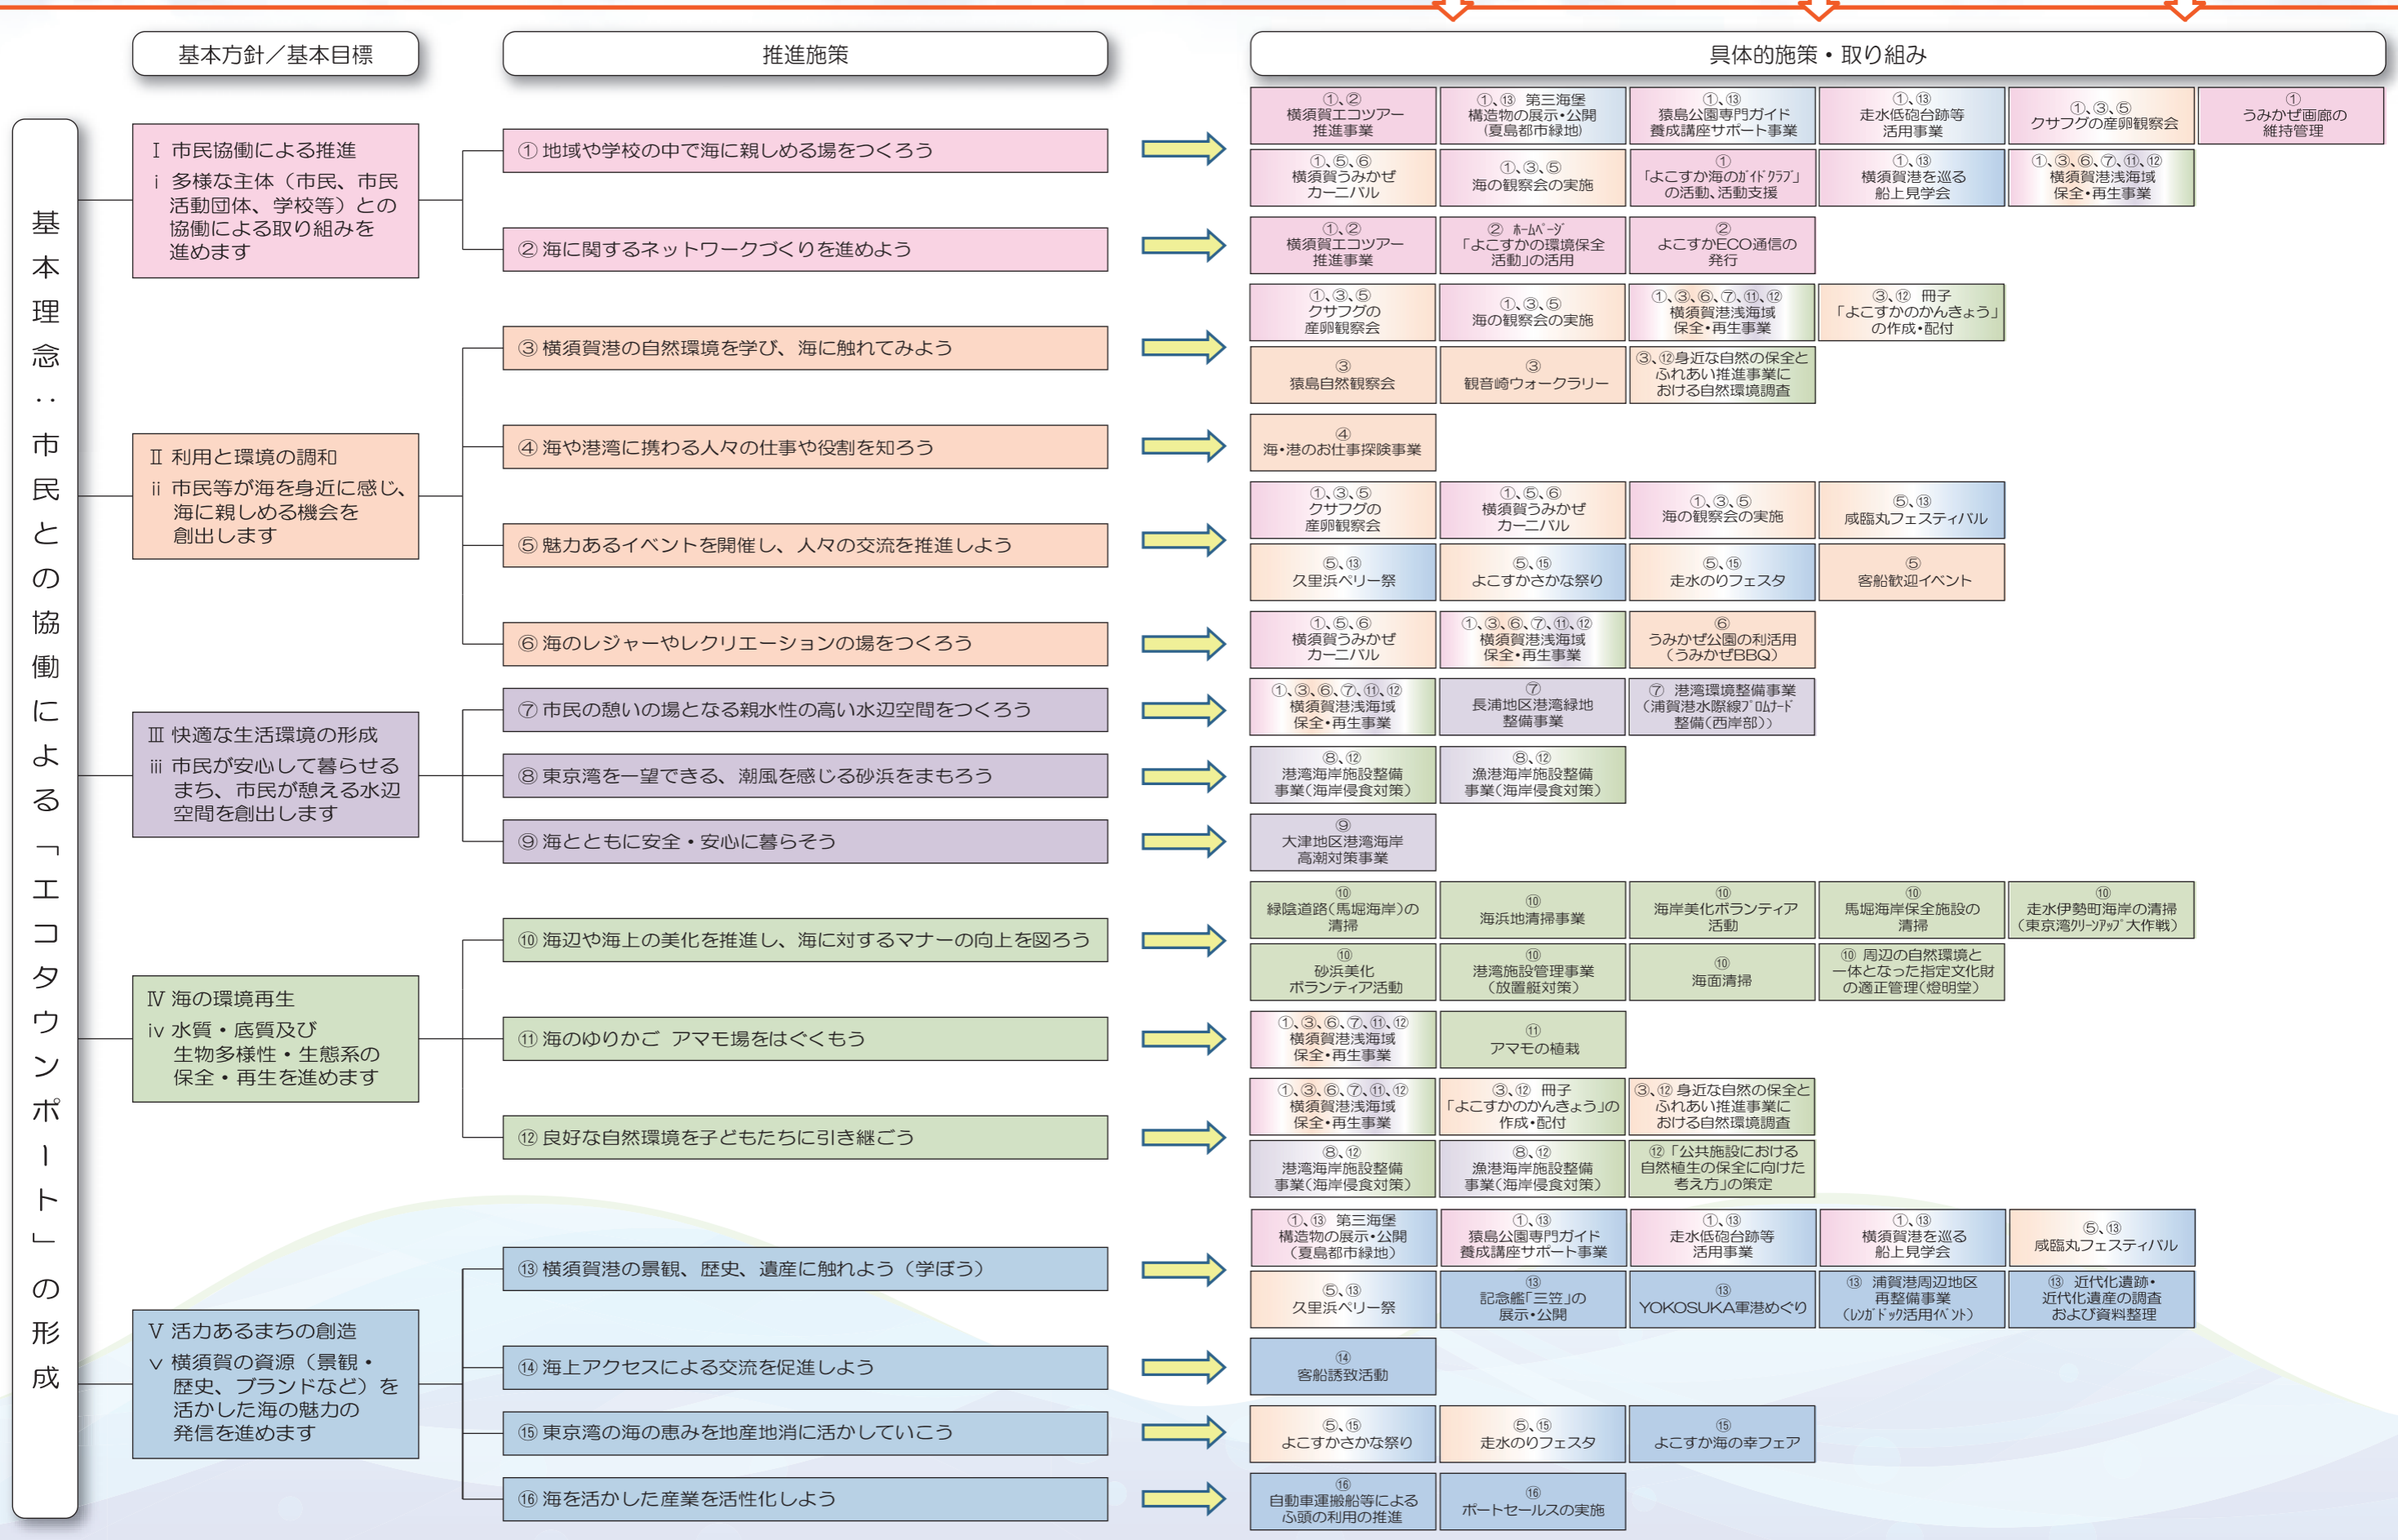 基本方針／基本目標
推進施策
具体的施策・取り組み
基本理念：市民との協働による「エコタウンポート」の形成
Ⅰ 市民協働による推進
ⅰ 多様な主体（市民、市民
活動団体、学校等）との
協働による取り組みを
進めます
① 地域や学校の中で海に親しめる場をつくろう
①、②
横須賀エコツアー
推進事業
①、⑬ 第三海堡
構造物の展示・公開
(夏島都市緑地)
①、⑬
猿島公園専門ガイド
養成講座サポート事業
①、⑬
走水低砲台跡等
活用事業
①、③、⑤
クサフグの産卵観察会
①
うみかぜ画廊の
維持管理
①、⑤、⑥
横須賀うみかぜ
カーニバル
①、③、⑤
海の観察会の実施
①
「よこすか海のｶﾞｲﾄﾞｸﾗﾌﾞ」
の活動、活動支援
①、⑬
横須賀港を巡る
船上見学会
①、③、⑥、⑦、⑪、⑫
横須賀港浅海域
保全・再生事業
② 海に関するネットワークづくりを進めよう
①、②
横須賀エコツアー
推進事業
② ﾎｰﾑﾍﾟｰｼﾞ
「よこすかの環境保全
活動」の活用
②
よこすかECO通信の
発行
Ⅱ 利用と環境の調和
ⅱ 市民等が海を身近に感じ、
海に親しめる機会を
創出します
③ 横須賀港の自然環境を学び、海に触れてみよう
①、③、⑤
クサフグの
産卵観察会
①、③、⑤
海の観察会の実施
①、③、⑥、⑦、⑪、⑫
横須賀港浅海域
保全・再生事業
③、⑫ 冊子
「よこすかのかんきょう」
の作成・配付
③
猿島自然観察会
③
観音崎ウォークラリー
③、⑫身近な自然の保全と
ふれあい推進事業に
おける自然環境調査
④ 海や港湾に携わる人々の仕事や役割を知ろう
④
海・港のお仕事探険事業
⑤ 魅力あるイベントを開催し、人々の交流を推進しよう
①、③、⑤
クサフグの
産卵観察会
①、⑤、⑥
横須賀うみかぜ
カーニバル
①、③、⑤
海の観察会の実施
⑤、⑬
咸臨丸フェスティバル
⑤、⑬
久里浜ペリー祭
⑤、⑮
よこすかさかな祭り
⑤、⑮
走水のりフェスタ
⑤
客船歓迎イベント
⑥ 海のレジャーやレクリエーションの場をつくろう
①、⑤、⑥
横須賀うみかぜ
カーニバル
①、③、⑥、⑦、⑪、⑫
横須賀港浅海域
保全・再生事業
⑥
うみかぜ公園の利活用
（うみかぜBBQ）
Ⅲ 快適な生活環境の形成
ⅲ 市民が安心して暮らせる
まち、市民が憩える水辺
空間を創出します
⑦ 市民の憩いの場となる親水性の高い水辺空間をつくろう
①、③、⑥、⑦、⑪、⑫
横須賀港浅海域
保全・再生事業
⑦
長浦地区港湾緑地
整備事業
⑦ 港湾環境整備事業
（浦賀港水際線ﾌﾟﾛﾑﾅｰﾄﾞ
整備（西岸部））
⑧ 東京湾を一望できる、潮風を感じる砂浜をまもろう
⑧、⑫
港湾海岸施設整備
事業（海岸侵食対策）
⑧、⑫
漁港海岸施設整備
事業（海岸侵食対策）
⑨ 海とともに安全・安心に暮らそう
⑨
大津地区港湾海岸
高潮対策事業
Ⅳ 海の環境再生
ⅳ 水質・底質及び
生物多様性・生態系の
保全・再生を進めます
⑩ 海辺や海上の美化を推進し、海に対するマナーの向上を図ろう
⑩
緑陰道路（馬堀海岸）の
清掃
⑩
海浜地清掃事業
⑩
海岸美化ボランティア
活動
⑩
馬堀海岸保全施設の
清掃
⑩
走水伊勢町海岸の清掃
（東京湾ｸﾘｰﾝｱｯﾌﾟ大作戦）
⑩
砂浜美化
ボランティア活動
⑩
港湾施設管理事業
（放置艇対策）
⑩
海面清掃
⑩ 周辺の自然環境と
一体となった指定文化財
の適正管理（燈明堂）
⑪ 海のゆりかご アマモ場をはぐくもう
①、③、⑥、⑦、⑪、⑫
横須賀港浅海域
保全・再生事業
⑪
アマモの植栽
⑫ 良好な自然環境を子どもたちに引き継ごう
①、③、⑥、⑦、⑪、⑫
横須賀港浅海域
保全・再生事業
③、⑫ 冊子
「よこすかのかんきょう」の
作成・配付
③、⑫ 身近な自然の保全と
ふれあい推進事業に
おける自然環境調査
⑧、⑫
港湾海岸施設整備
事業（海岸侵食対策）
⑧、⑫
漁港海岸施設整備
事業（海岸侵食対策）
⑫「公共施設における
自然植生の保全に向けた
考え方」の策定
Ⅴ 活力あるまちの創造
ⅴ 横須賀の資源（景観・
歴史、ブランドなど）を
活かした海の魅力の
発信を進めます
⑬ 横須賀港の景観、歴史、遺産に触れよう（学ぼう）
①、⑬ 第三海堡
構造物の展示・公開
（夏島都市緑地）
①、⑬
猿島公園専門ガイド
養成講座サポート事業
①、⑬
走水低砲台跡等
活用事業
①、⑬
横須賀港を巡る
船上見学会
⑤、⑬
咸臨丸フェスティバル
⑤、⑬
久里浜ペリー祭
⑬
記念艦「三笠」の
展示・公開
⑬
YOKOSUKA軍港めぐり
⑬ 浦賀港周辺地区
再整備事業
（ﾚﾝｶﾞﾄﾞｯｸ活用ｲﾍﾞﾝﾄ）
⑬ 近代化遺跡・
近代化遺産の調査
および資料整理
⑭ 海上アクセスによる交流を促進しよう
⑭
客船誘致活動
⑮ 東京湾の海の恵みを地産地消に活かしていこう
⑤、⑮
よこすかさかな祭り
⑤、⑮
走水のりフェスタ
⑮
よこすか海の幸フェア
⑯ 海を活かした産業を活性化しよう
⑯
自動車運搬船等による
ふ頭の利用の推進
⑯
ポートセールスの実施